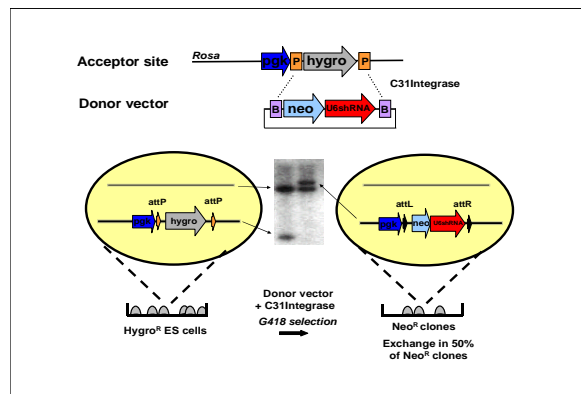 Acceptor site
Rosa
pgk P hygro P
C31Integrase
Donor vector
B neo U6shRNA B
attP attP
pgk hygro
attL attR
pgk neo U6shRNA
Hygroᴿ ES cells
Donor vector
+ C31Integrase
G418 selection
Neoᴿ clones
Exchange in 50%
of Neoᴿ clones